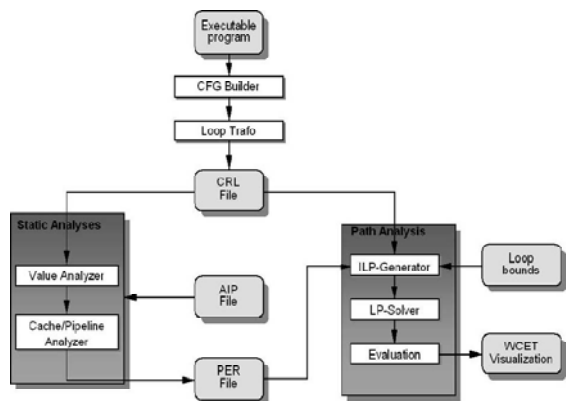 Executable
program
CFG Builder
Loop Trafo
CRL
File
Static Analyses
Value Analyzer
Cache/Pipeline
Analyzer
AIP
File
PER
File
Path Analysis
ILP-Generator
LP-Solver
Evaluation
Loop
bounds
WCET
Visualization